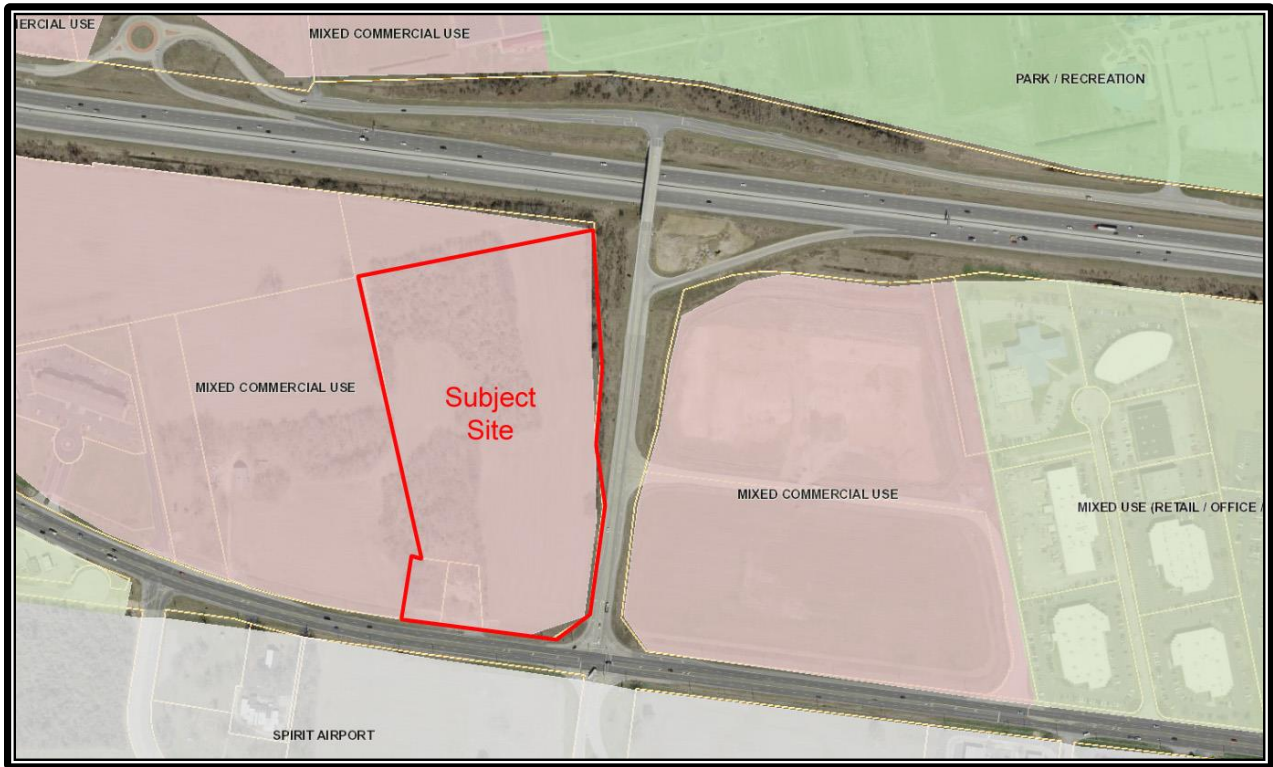 ERCIAL USE
MIXED COMMERCIAL USE
PARK / RECREATION
MIXED COMMERCIAL USE
Subject
Site
MIXED COMMERCIAL USE
MIXED USE (RETAIL / OFFICE /
SPIRIT AIRPORT